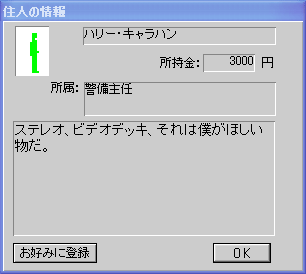 住人の情報
ハリー・キャラハン
所持金: 3000 円
所属: 警備主任
ステレオ、ビデオデッキ、それは僕がほしい
物だ。
お好みに登録 OK